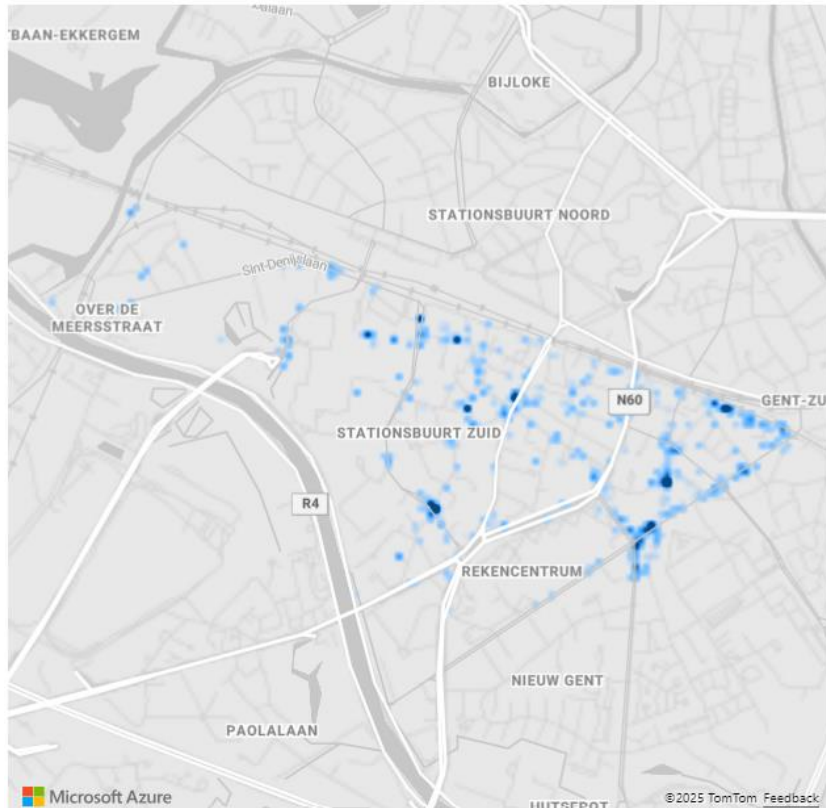 TBAAN-EKKERGEM
BIJLOKE
STATIONSBUURT NOORD
Sint-Denijslaan
OVER DE
MEERSSTRAAT
GENT-ZU
N60
STATIONSBUURT ZUID
R4
REKENCENTRUM
NIEUW GENT
PAOLALAAN
Microsoft Azure
©2025 TomTom Feedback